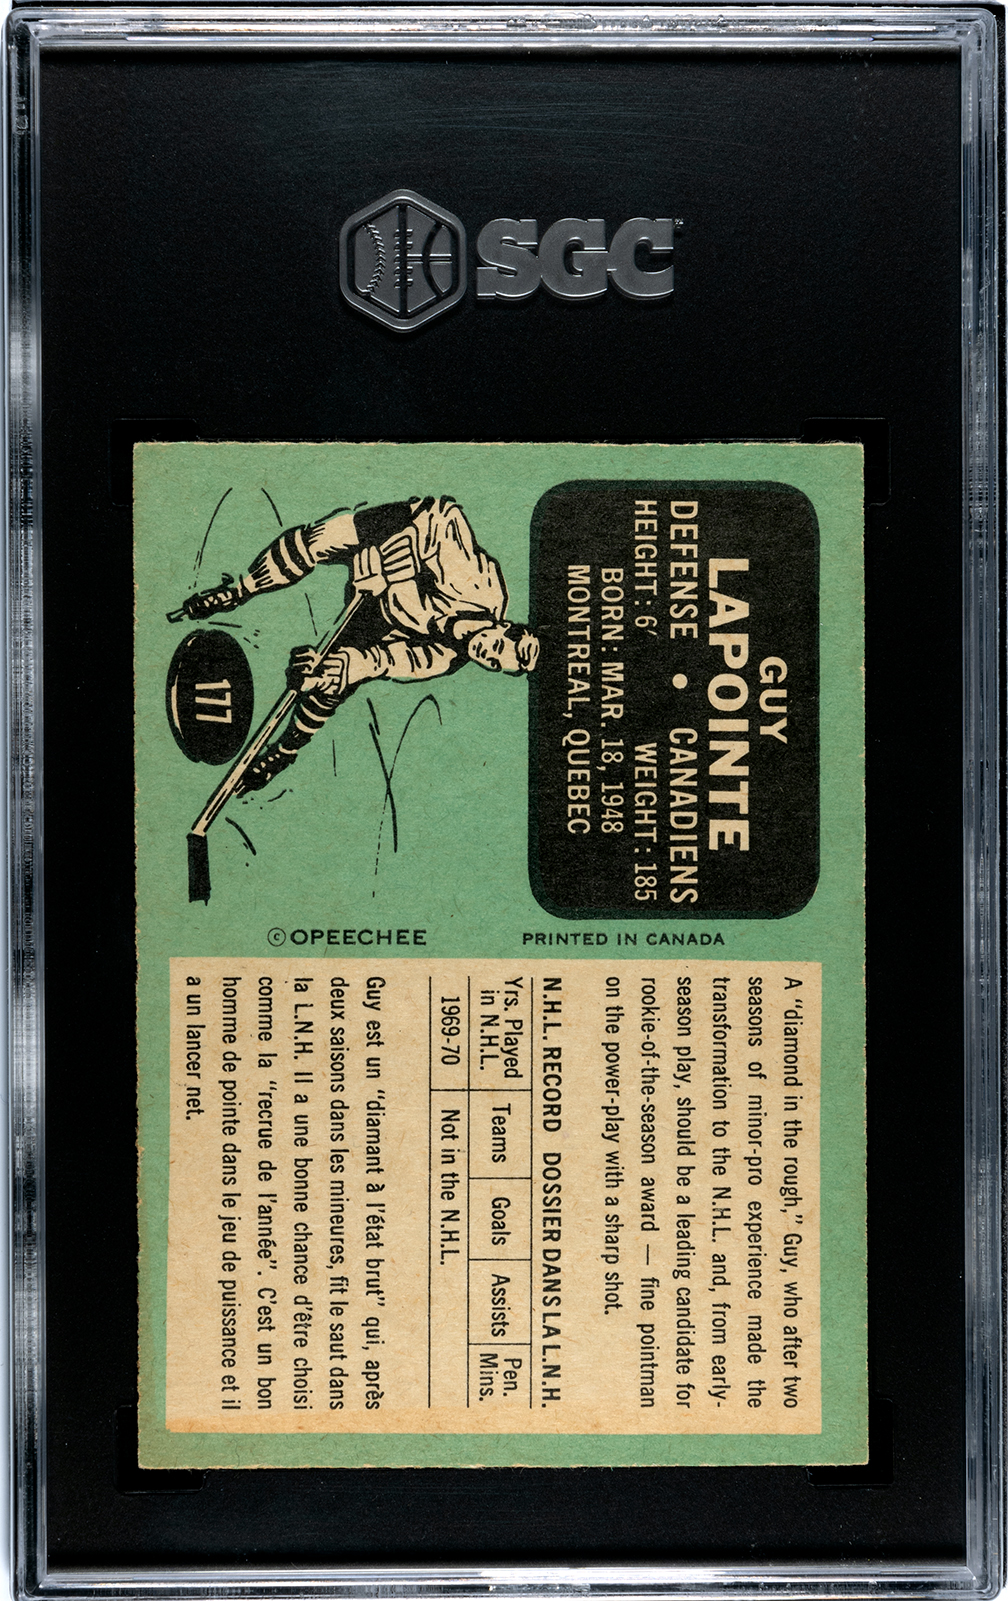 SGC
GUY
LAPOINTE
DEFENSE • CANADIENS
HEIGHT: 6' WEIGHT: 185
BORN: MAR. 18, 1948
MONTREAL, QUEBEC
177
PRINTED IN CANADA
© OPEECHEE
A "diamond in the rough," Guy, who after two
seasons of minor-pro experience made the
transformation to the N.H.L. and, from early-
season play, should be a leading candidate for
rookie-of-the-season award — fine pointman
on the power-play with a sharp shot.
N.H.L. RECORD DOSSIER DANS LA L.N.H.
Yrs. Played in N.H.L. Teams Goals Assists Pen. Mins.
1969-70 Not in the N.H.L.
Guy est un "diamant à l'état brut" qui, après
deux saisons dans les mineures, fit le saut dans
la L.N.H. Il a une bonne chance d'être choisi
comme la "recrue de l'année". C'est un bon
homme de pointe dans le jeu de puissance et il
a un lancer net.